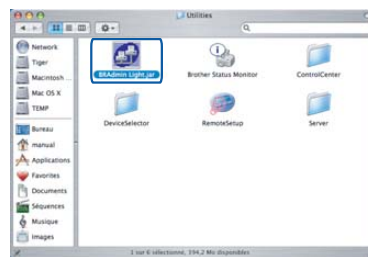 Utilities
Network
Tiger
Macintosh ...
Mac OS X
TEMP
Bureau
manual
Applications
Favorites
Documents
Séquences
Musique
Images
BRAdmin Light.jar
Brother Status Monitor
ControlCenter
DeviceSelector
RemoteSetup
Server
1 sur 6 sélectionné, 194.2 Mo disponibles